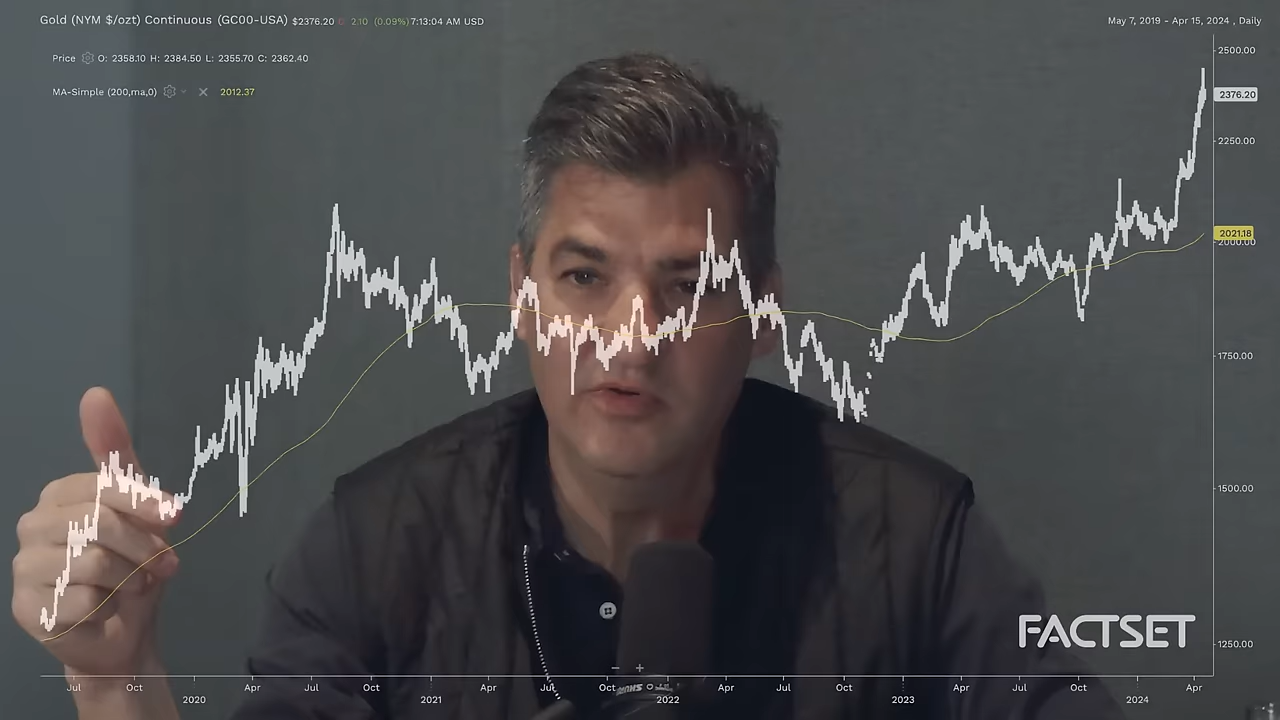 Gold (NYM $/ozt) Continuous (GC00-USA) $2376.20 C 2.10 (0.09%) 7:13:04 AM USD
May 7, 2019 - Apr 15, 2024 , Daily
Price O: 2358.10 H: 2384.50 L: 2355.70 C: 2362.40
MA-Simple (200,ma,0) 2012.37
2500.00
2376.20
2250.00
2021.18
2000.00
1750.00
1500.00
1250.00
FACTSET
Jul Oct 2020 Apr Jul Oct 2021 Apr Jul Oct 2022 Apr Jul Oct 2023 Apr Jul Oct 2024 Apr
SHURE